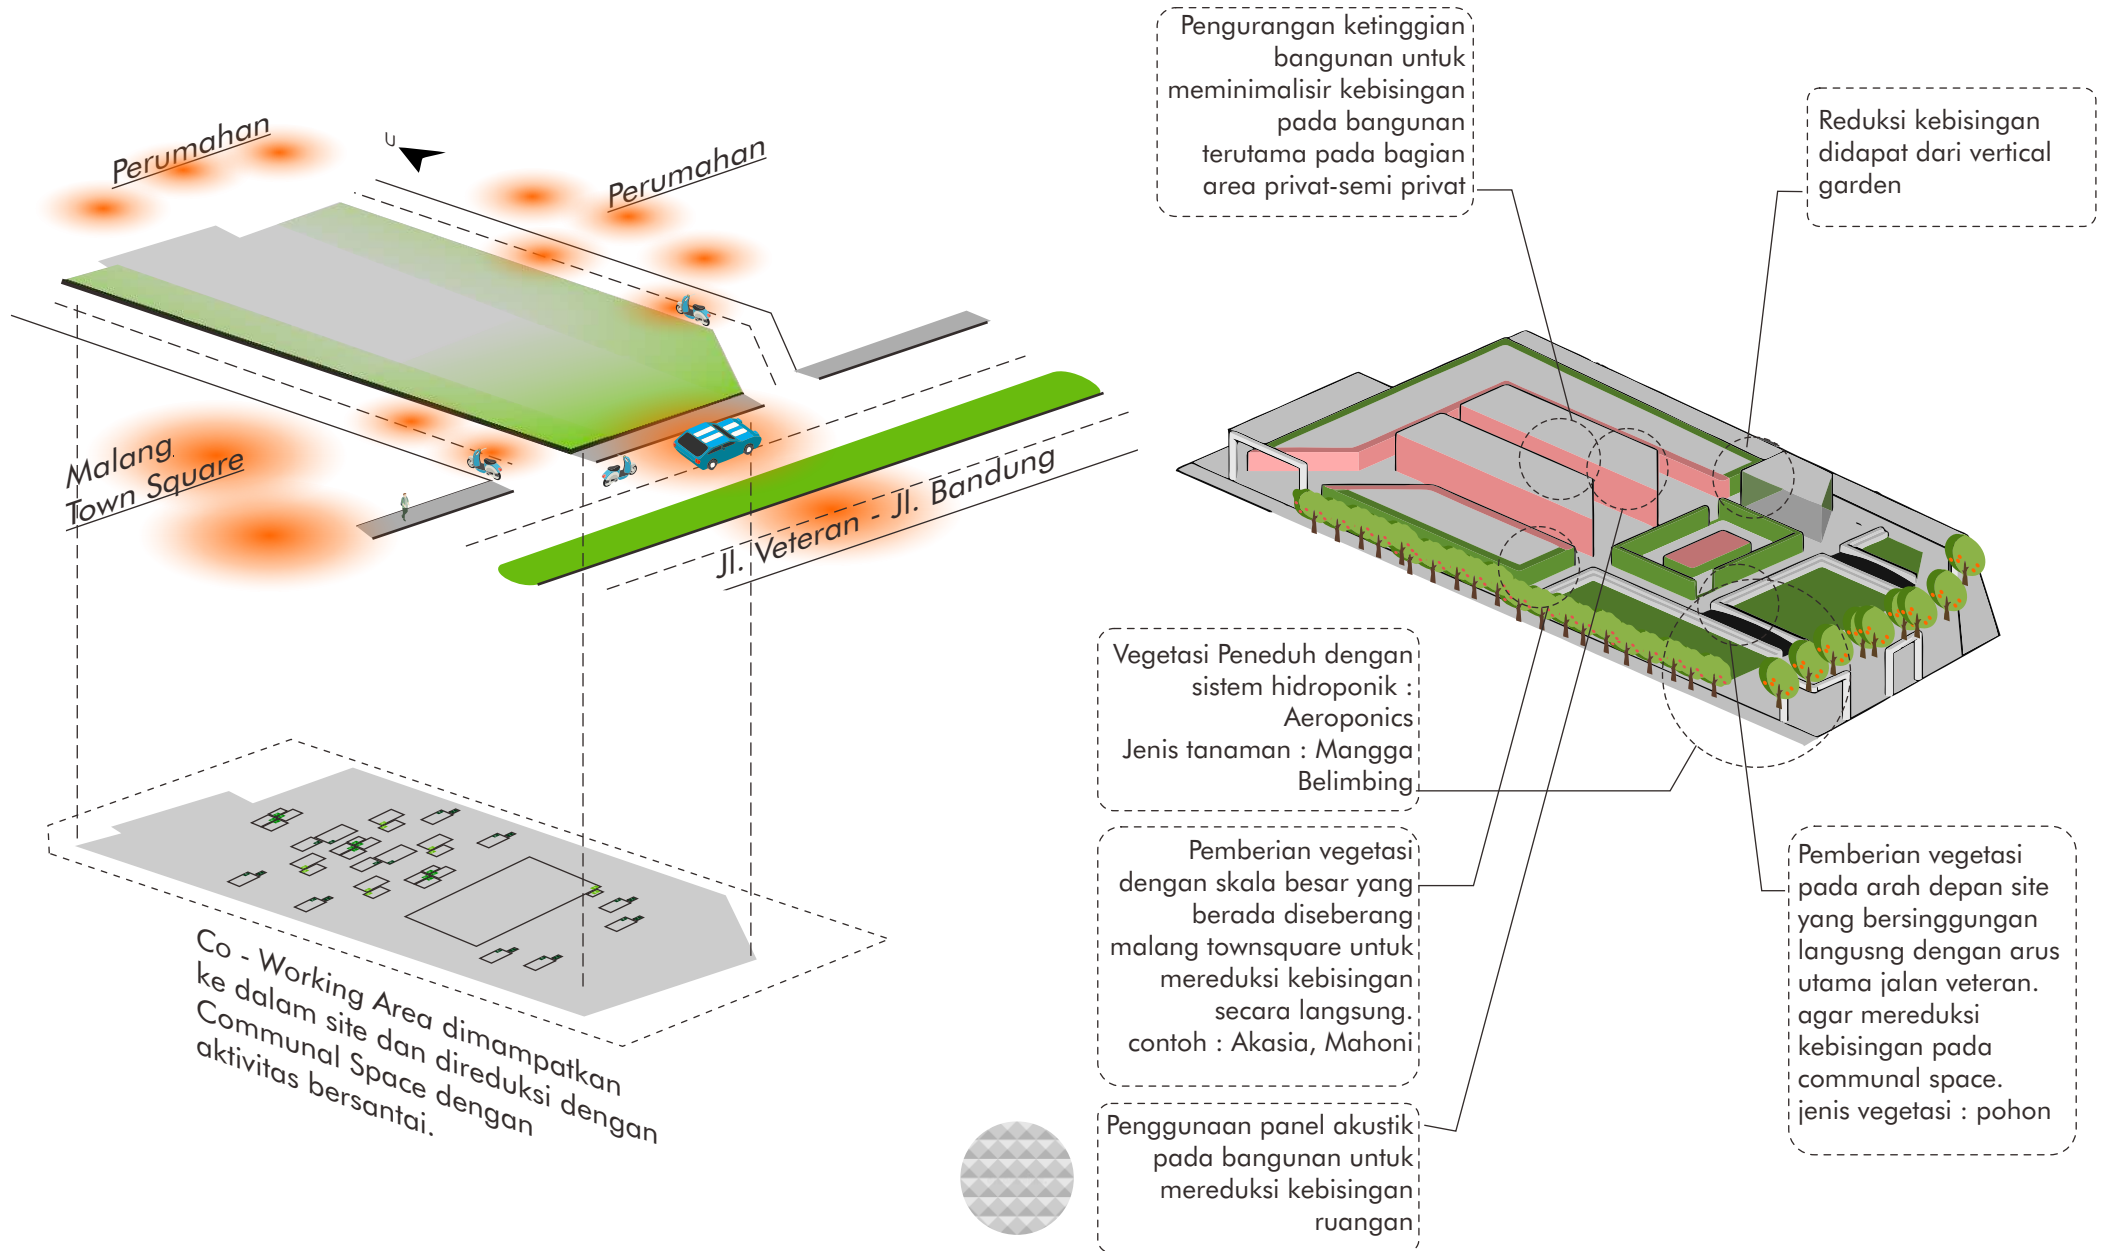 Perumahan
U
Perumahan
Malang
Town Square
Jl. Veteran - Jl. Bandung
Co - Working Area dimampatkan
ke dalam site dan direduksi dengan
Communal Space dengan
aktivitas bersantai.
Pengurangan ketinggian
bangunan untuk
meminimalisir kebisingan
pada bangunan
terutama pada bagian
area privat-semi privat
Reduksi kebisingan
didapat dari vertical
garden
Vegetasi Peneduh dengan
sistem hidroponik :
Aeroponics
Jenis tanaman : Mangga
Belimbing
Pemberian vegetasi
dengan skala besar yang
berada diseberang
malang townsquare untuk
mereduksi kebisingan
secara langsung.
contoh : Akasia, Mahoni
Penggunaan panel akustik
pada bangunan untuk
mereduksi kebisingan
ruangan
Pemberian vegetasi
pada arah depan site
yang bersinggungan
langusng dengan arus
utama jalan veteran.
agar mereduksi
kebisingan pada
communal space.
jenis vegetasi : pohon